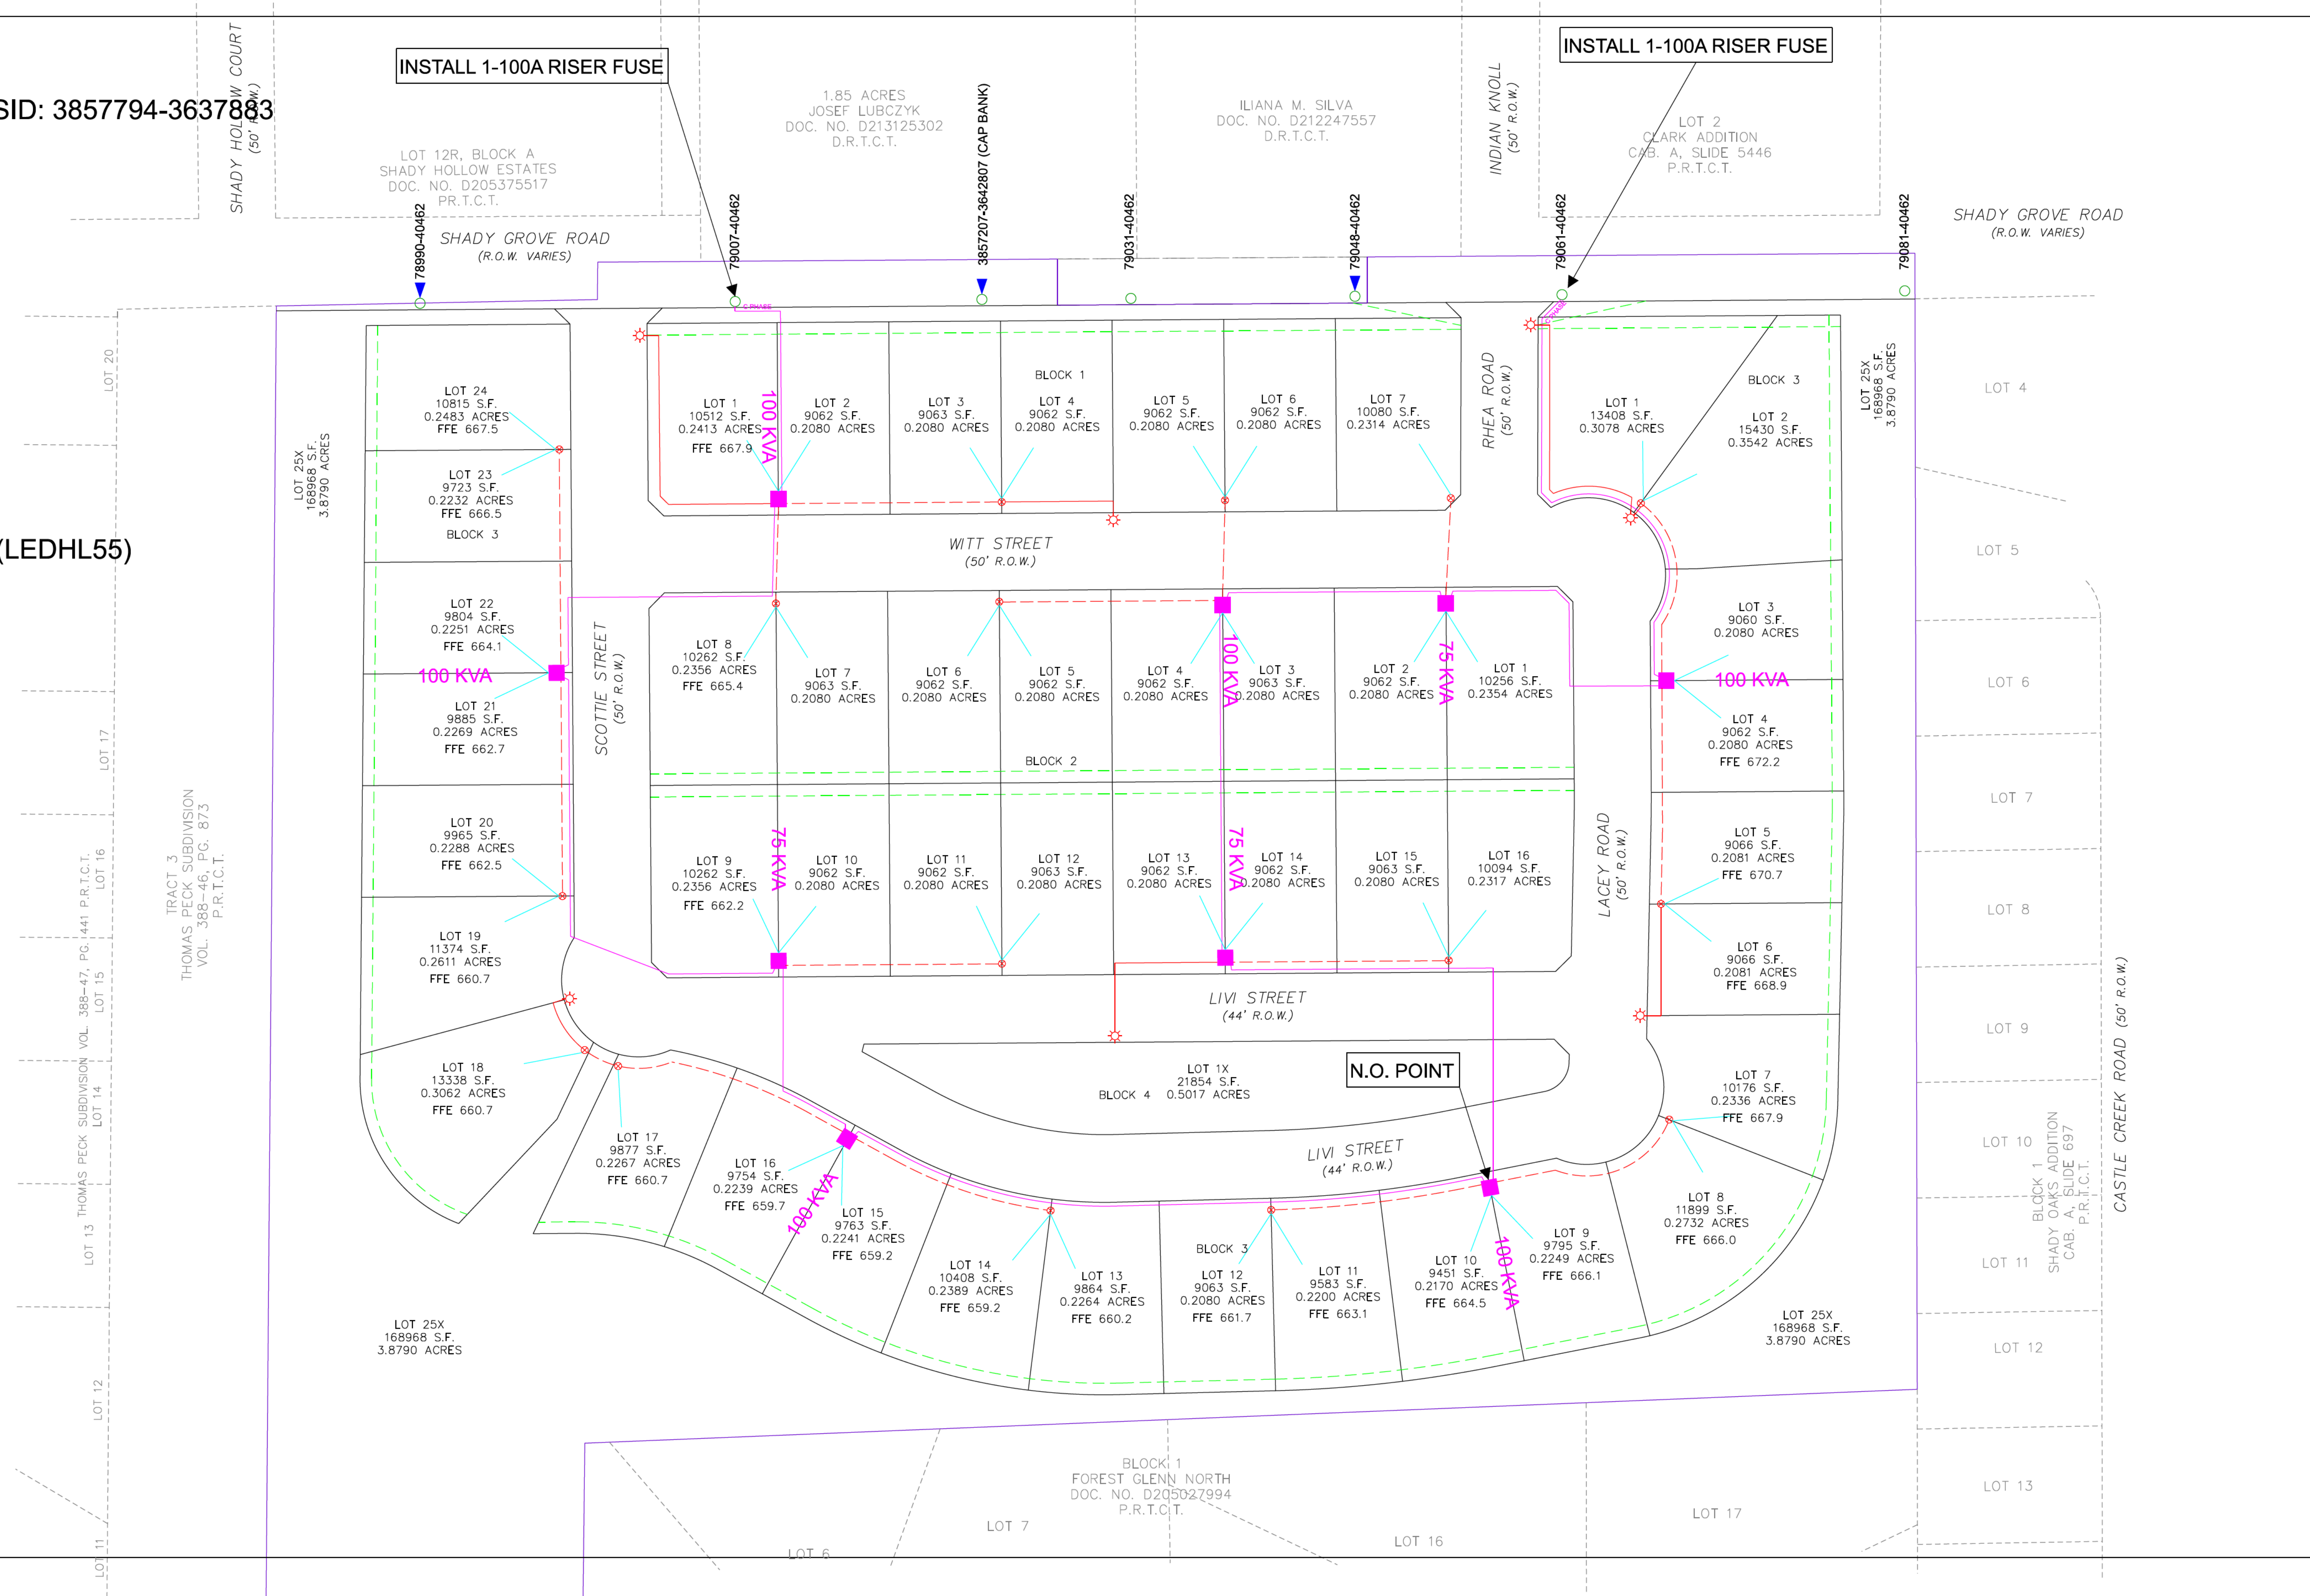 INSTALL 1-100A RISER FUSE
INSTALL 1-100A RISER FUSE
SID: 3857794-3637883
SHADY HOLLOW COURT
(50' R.O.W.)
LOT 12R, BLOCK A
SHADY HOLLOW ESTATES
DOC. NO. D205375517
PR.T.C.T.
1.85 ACRES
JOSEF LUBCZYK
DOC. NO. D213125302
D.R.T.C.T.
ILIANA M. SILVA
DOC. NO. D212247557
D.R.T.C.T.
INDIAN KNOLL
(50' R.O.W.)
LOT 2
CLARK ADDITION
CAB. A, SLIDE 5446
P.R.T.C.T.
SHADY GROVE ROAD
(R.O.W. VARIES)
SHADY GROVE ROAD
(R.O.W. VARIES)
78990-40462
79007-40462
3857207-3642807 (CAP BANK)
79031-40462
79048-40462
79061-40462
79081-40462
C PHASE
C PHASE
(LEDHL55)
LOT 25X
168968 S.F.
3.8790 ACRES
LOT 24
10815 S.F.
0.2483 ACRES
FFE 667.5
LOT 23
9723 S.F.
0.2232 ACRES
FFE 666.5
BLOCK 3
LOT 22
9804 S.F.
0.2251 ACRES
FFE 664.1
100 KVA
LOT 21
9885 S.F.
0.2269 ACRES
FFE 662.7
LOT 20
9965 S.F.
0.2288 ACRES
FFE 662.5
LOT 19
11374 S.F.
0.2611 ACRES
FFE 660.7
LOT 18
13338 S.F.
0.3062 ACRES
FFE 660.7
BLOCK 1
LOT 1
10512 S.F.
0.2413 ACRES
FFE 667.9
100 KVA
LOT 2
9062 S.F.
0.2080 ACRES
LOT 3
9063 S.F.
0.2080 ACRES
LOT 4
9062 S.F.
0.2080 ACRES
LOT 5
9062 S.F.
0.2080 ACRES
LOT 6
9062 S.F.
0.2080 ACRES
LOT 7
10080 S.F.
0.2314 ACRES
RHEA ROAD
(50' R.O.W.)
LOT 1
13408 S.F.
0.3078 ACRES
BLOCK 3
LOT 2
15430 S.F.
0.3542 ACRES
LOT 25X
168968 S.F.
3.8790 ACRES
WITT STREET
(50' R.O.W.)
SCOTTIE STREET
(50' R.O.W.)
LOT 8
10262 S.F.
0.2356 ACRES
FFE 665.4
LOT 7
9063 S.F.
0.2080 ACRES
LOT 6
9062 S.F.
0.2080 ACRES
LOT 5
9062 S.F.
0.2080 ACRES
LOT 4
9062 S.F.
0.2080 ACRES
100 KVA
LOT 3
9063 S.F.
0.2080 ACRES
LOT 2
9062 S.F.
0.2080 ACRES
75 KVA
LOT 1
10256 S.F.
0.2354 ACRES
BLOCK 2
LOT 3
9060 S.F.
0.2080 ACRES
100 KVA
LOT 4
9062 S.F.
0.2080 ACRES
FFE 672.2
LOT 5
9066 S.F.
0.2081 ACRES
FFE 670.7
LOT 6
9066 S.F.
0.2081 ACRES
FFE 668.9
LACEY ROAD
(50' R.O.W.)
LOT 9
10262 S.F.
0.2356 ACRES
FFE 662.2
75 KVA
LOT 10
9062 S.F.
0.2080 ACRES
LOT 11
9062 S.F.
0.2080 ACRES
LOT 12
9063 S.F.
0.2080 ACRES
LOT 13
9062 S.F.
0.2080 ACRES
75 KVA
LOT 14
9062 S.F.
0.2080 ACRES
LOT 15
9063 S.F.
0.2080 ACRES
LOT 16
10094 S.F.
0.2317 ACRES
LIVI STREET
(44' R.O.W.)
N.O. POINT
LOT 1X
21854 S.F.
BLOCK 4 0.5017 ACRES
LIVI STREET
(44' R.O.W.)
LOT 7
10176 S.F.
0.2336 ACRES
FFE 667.9
LOT 17
9877 S.F.
0.2267 ACRES
FFE 660.7
LOT 16
9754 S.F.
0.2239 ACRES
FFE 659.7
100 KVA
LOT 15
9763 S.F.
0.2241 ACRES
FFE 659.2
LOT 14
10408 S.F.
0.2389 ACRES
FFE 659.2
LOT 13
9864 S.F.
0.2264 ACRES
FFE 660.2
BLOCK 3
LOT 12
9063 S.F.
0.2080 ACRES
FFE 661.7
LOT 11
9583 S.F.
0.2200 ACRES
FFE 663.1
LOT 10
9451 S.F.
0.2170 ACRES
FFE 664.5
100 KVA
LOT 9
9795 S.F.
0.2249 ACRES
FFE 666.1
LOT 8
11899 S.F.
0.2732 ACRES
FFE 666.0
LOT 25X
168968 S.F.
3.8790 ACRES
LOT 25X
168968 S.F.
3.8790 ACRES
LOT 20
LOT 17
LOT 16
LOT 15
LOT 14
LOT 13
LOT 12
LOT 11
THOMAS PECK SUBDIVISION VOL. 388-47, PG. 441 P.R.T.C.T.
TRACT 3
THOMAS PECK SUBDIVISION
VOL. 388-46, PG. 873
P.R.T.C.T.
LOT 4
LOT 5
LOT 6
LOT 7
LOT 8
LOT 9
LOT 10
LOT 11
LOT 12
LOT 13
BLOCK 1
SHADY OAKS ADDITION
CAB. A, SLIDE 697
P.R.T.C.T.
CASTLE CREEK ROAD (50' R.O.W.)
BLOCK 1
FOREST GLENN NORTH
DOC. NO. D205027994
P.R.T.C.T.
LOT 6
LOT 7
LOT 16
LOT 17